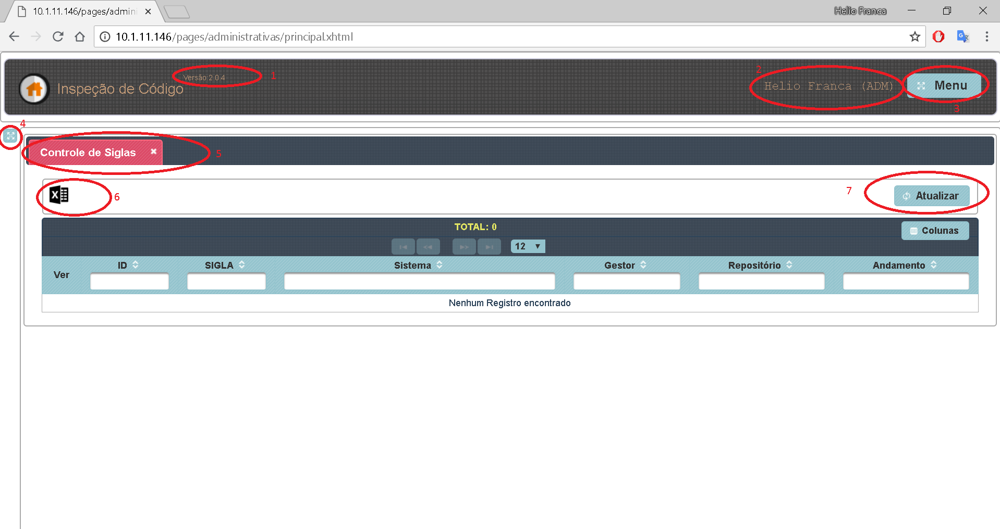 10.1.11.146/pages/admini
Helio Franca
10.1.11.146/pages/administrativas/principal.xhtml
Versão:2.0.4
1
Inspeção de Código
2
Helio Franca (ADM)
Menu
3
4
Controle de Siglas
5
6
7
Atualizar
TOTAL: 0
Colunas
12
Ver
ID
SIGLA
Sistema
Gestor
Repositório
Andamento
Nenhum Registro encontrado